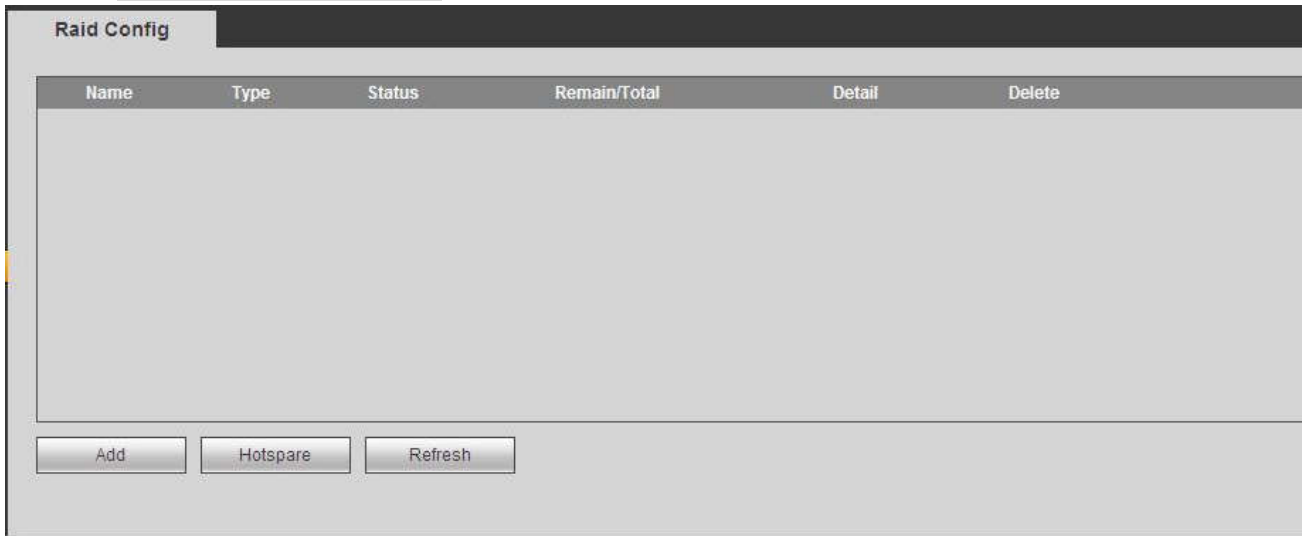 Raid Config
Name Type Status Remain/Total Detail Delete
Add Hotspare Refresh